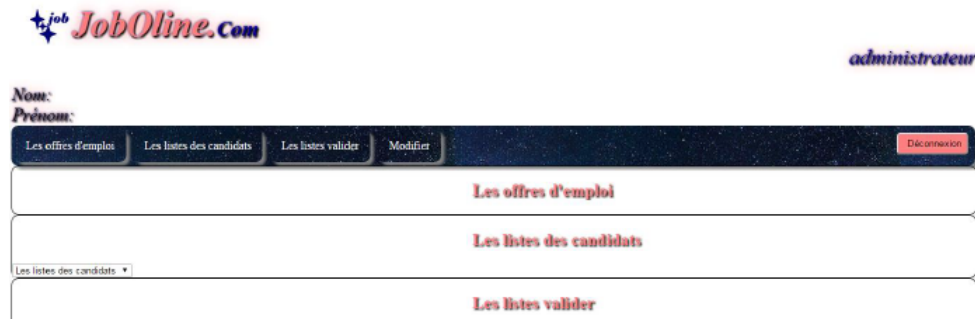 job JobOline.Com
administrateur
Nom:
Prénom:
Les offres d'emploi Les listes des candidats Les listes valider Modifier Déconnexion
Les offres d'emploi
Les listes des candidats
Les listes des candidats
Les listes valider